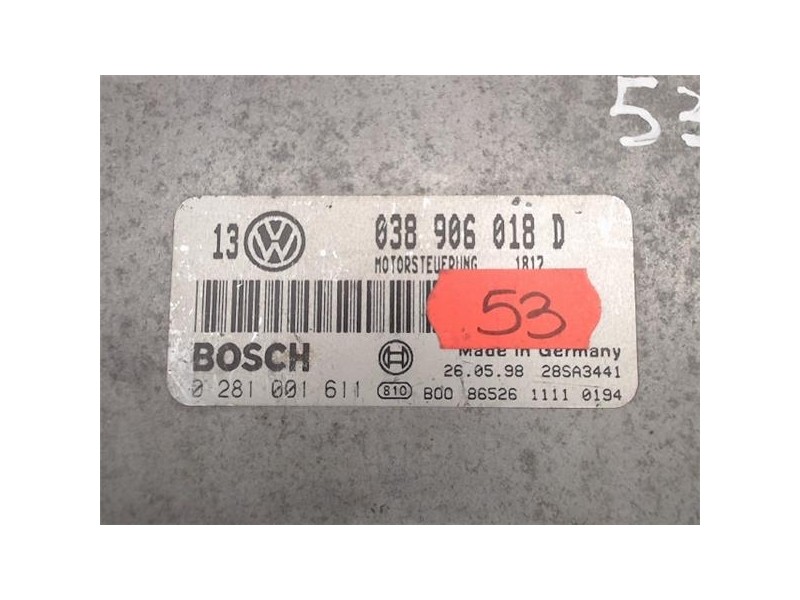 53
13 VW 038 906 018 D
MOTORSTEUERUNG 1812
53
BOSCH
Made in Germany
26.05.98 28SA3441
0 281 001 611 810 B00 86526 1111 0194